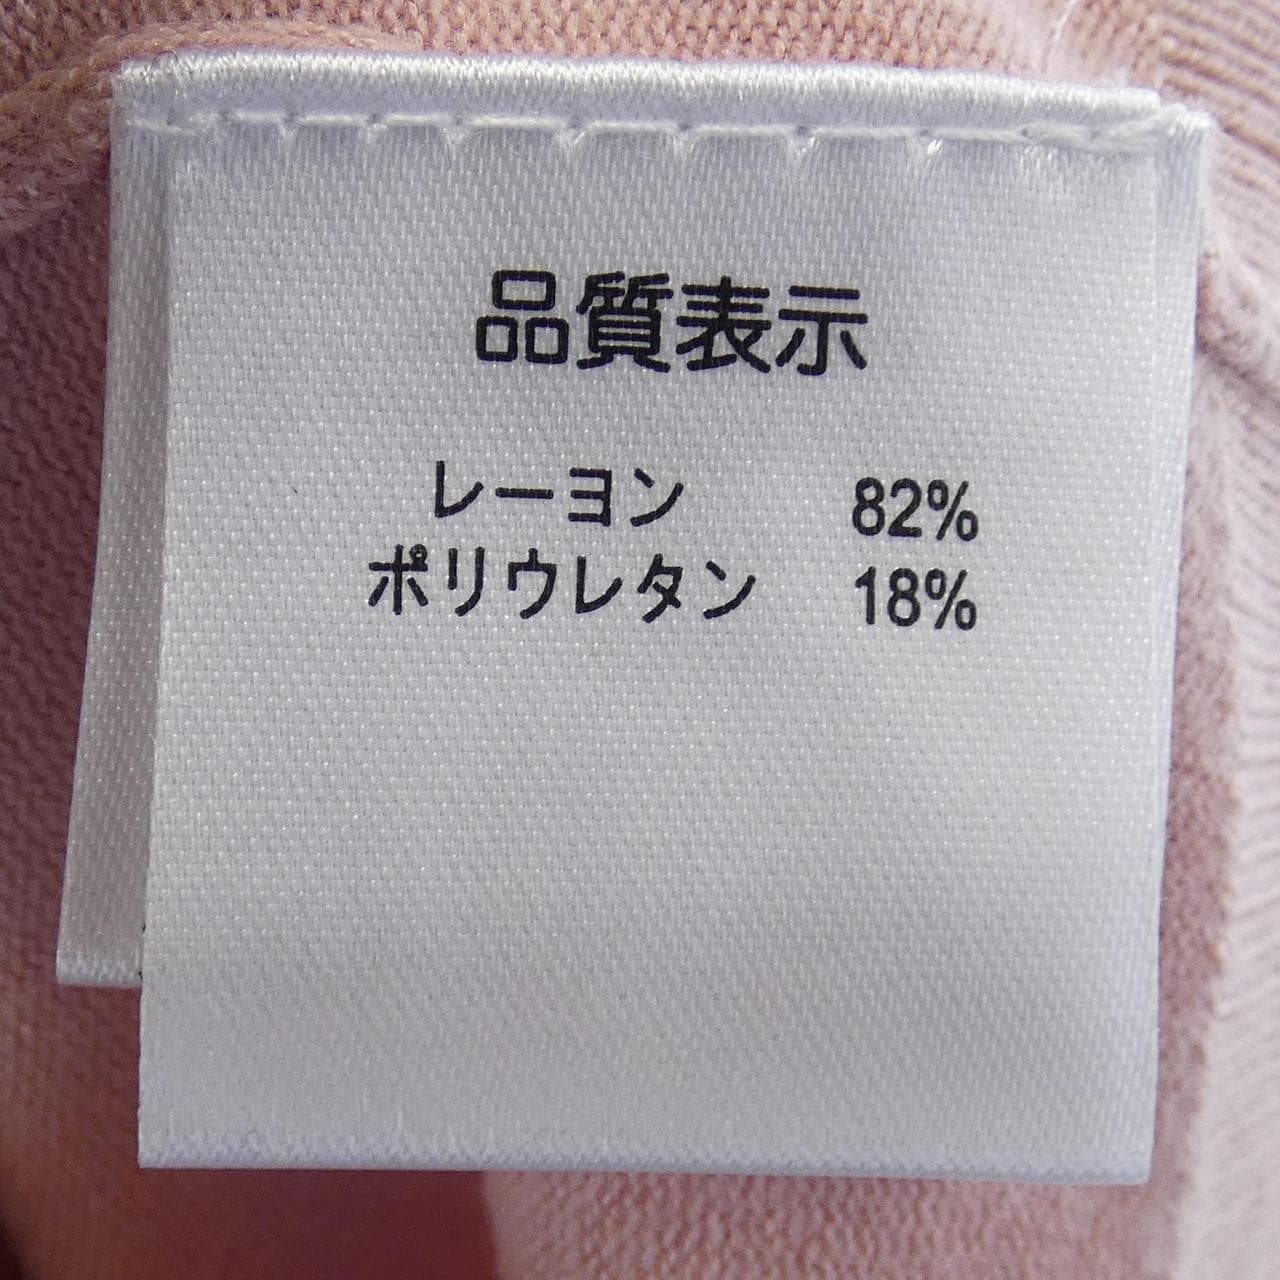 品質表示
レーヨン 82%
ポリウレタン 18%